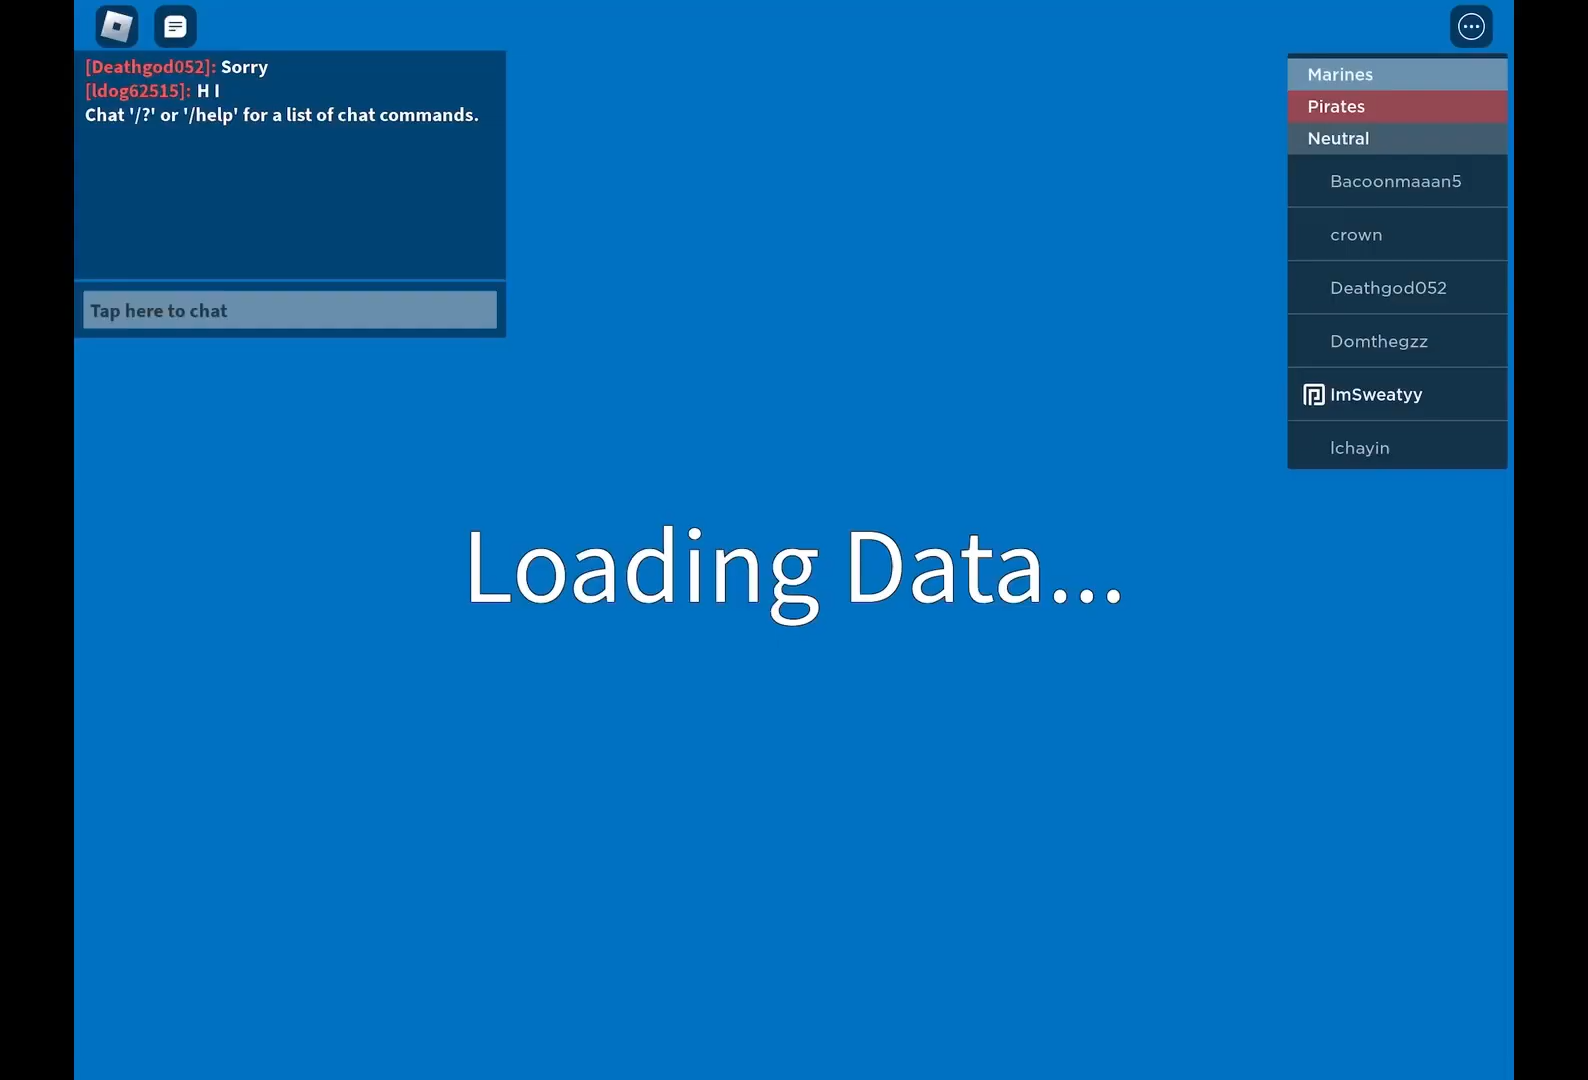 [Deathgod052]: Sorry
[ldog62515]: H I
Chat '/?' or '/help' for a list of chat commands.
Tap here to chat
Marines
Pirates
Neutral
Bacoonmaaan5
crown
Deathgod052
Domthegzz
ImSweatyy
lchayin
Loading Data...